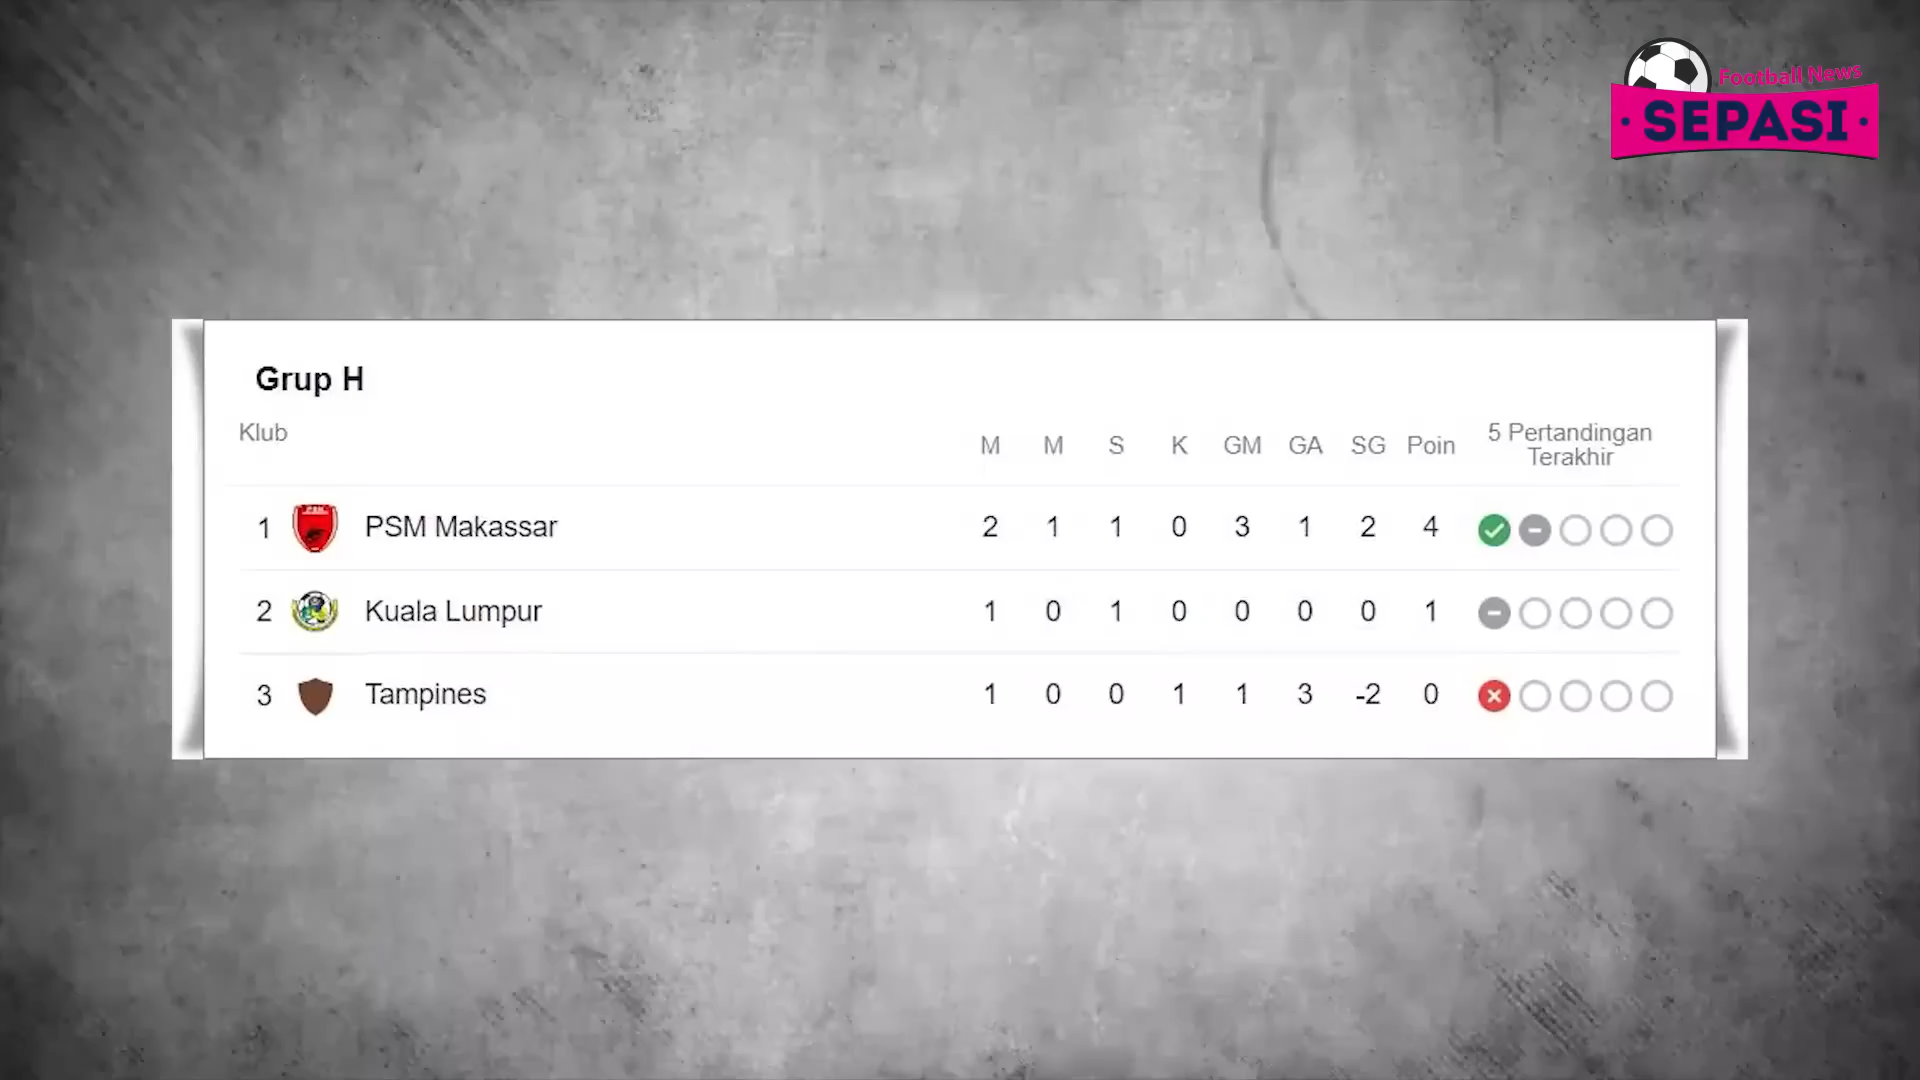 Football News
• SEPASI •
Grup H
Klub M M S K GM GA SG Poin 5 Pertandingan
Terakhir
1 PSM Makassar 2 1 1 0 3 1 2 4
2 Kuala Lumpur 1 0 1 0 0 0 0 1
3 Tampines 1 0 0 1 1 3 -2 0